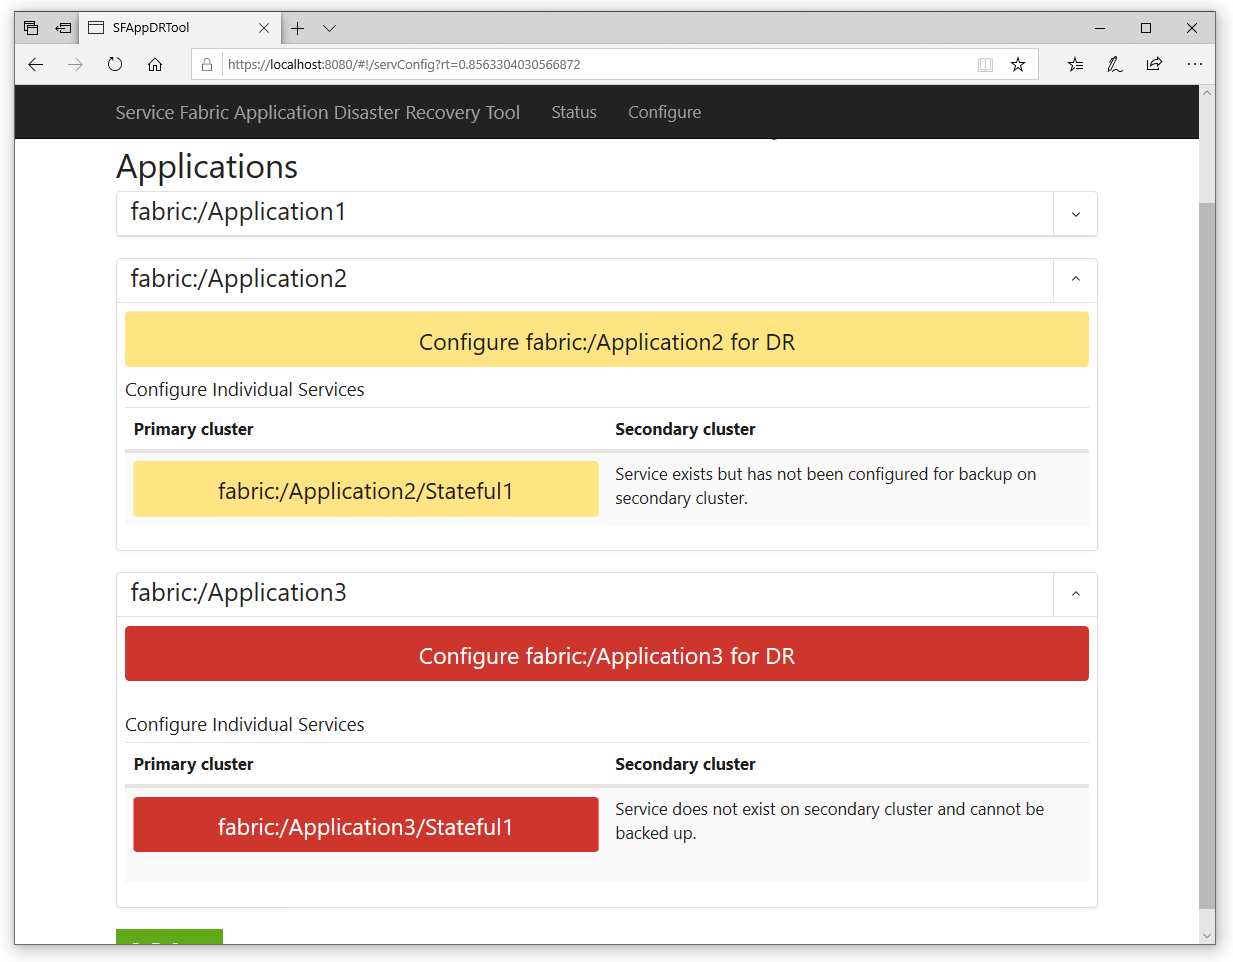 SFAppDRTool
https://localhost:8080/#!/servConfig?rt=0.8563304030566872
Service Fabric Application Disaster Recovery Tool Status Configure
Applications
fabric:/Application1
fabric:/Application2
Configure fabric:/Application2 for DR
Configure Individual Services
Primary cluster Secondary cluster
fabric:/Application2/Stateful1
Service exists but has not been configured for backup on
secondary cluster.
fabric:/Application3
Configure fabric:/Application3 for DR
Configure Individual Services
Primary cluster Secondary cluster
fabric:/Application3/Stateful1
Service does not exist on secondary cluster and cannot be
backed up.